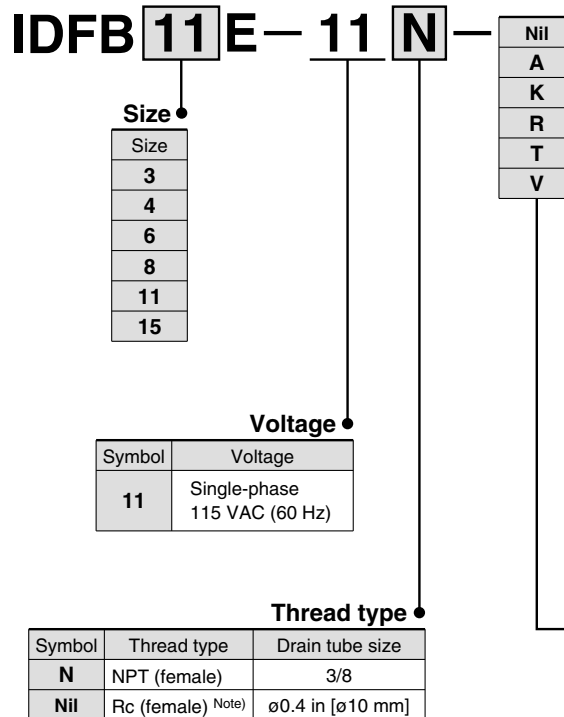 IDFB 11 E — 11 N —
Nil
A
K
R
T
V
Size
Size
3
4
6
8
11
15
Voltage
Symbol Voltage
11 Single-phase
115 VAC (60 Hz)
Thread type
Symbol Thread type Drain tube size
N NPT (female) 3/8
Nil Rc (female) Note) ø0.4 in [ø10 mm]